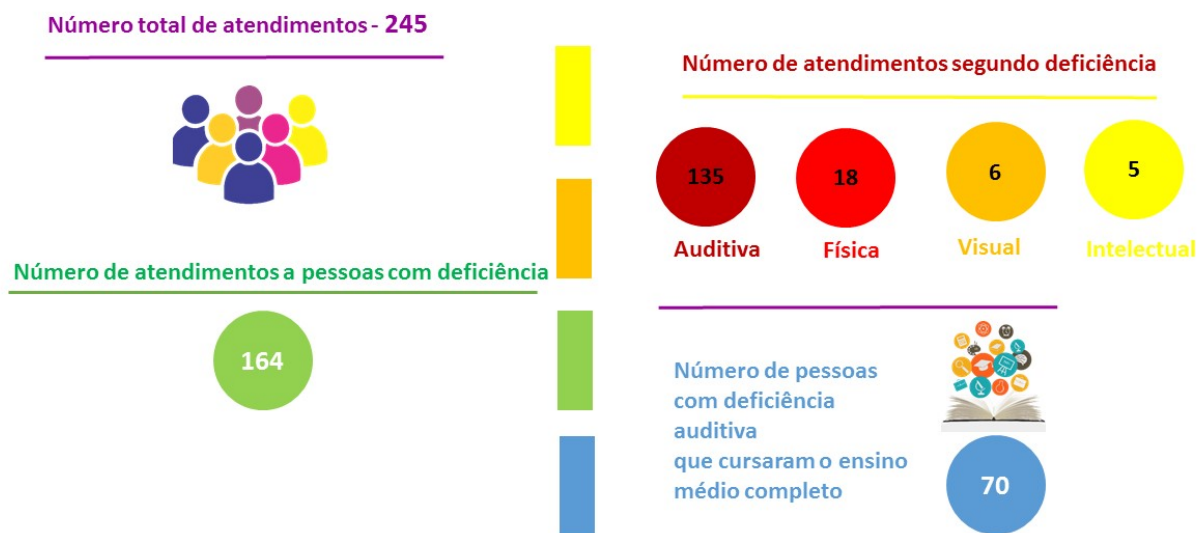 Número total de atendimentos - 245
Número de atendimentos a pessoas com deficiência
164
Número de atendimentos segundo deficiência
135
18
6
5
Auditiva
Física
Visual
Intelectual
Número de pessoas
com deficiência
auditiva
que cursaram o ensino
médio completo
70